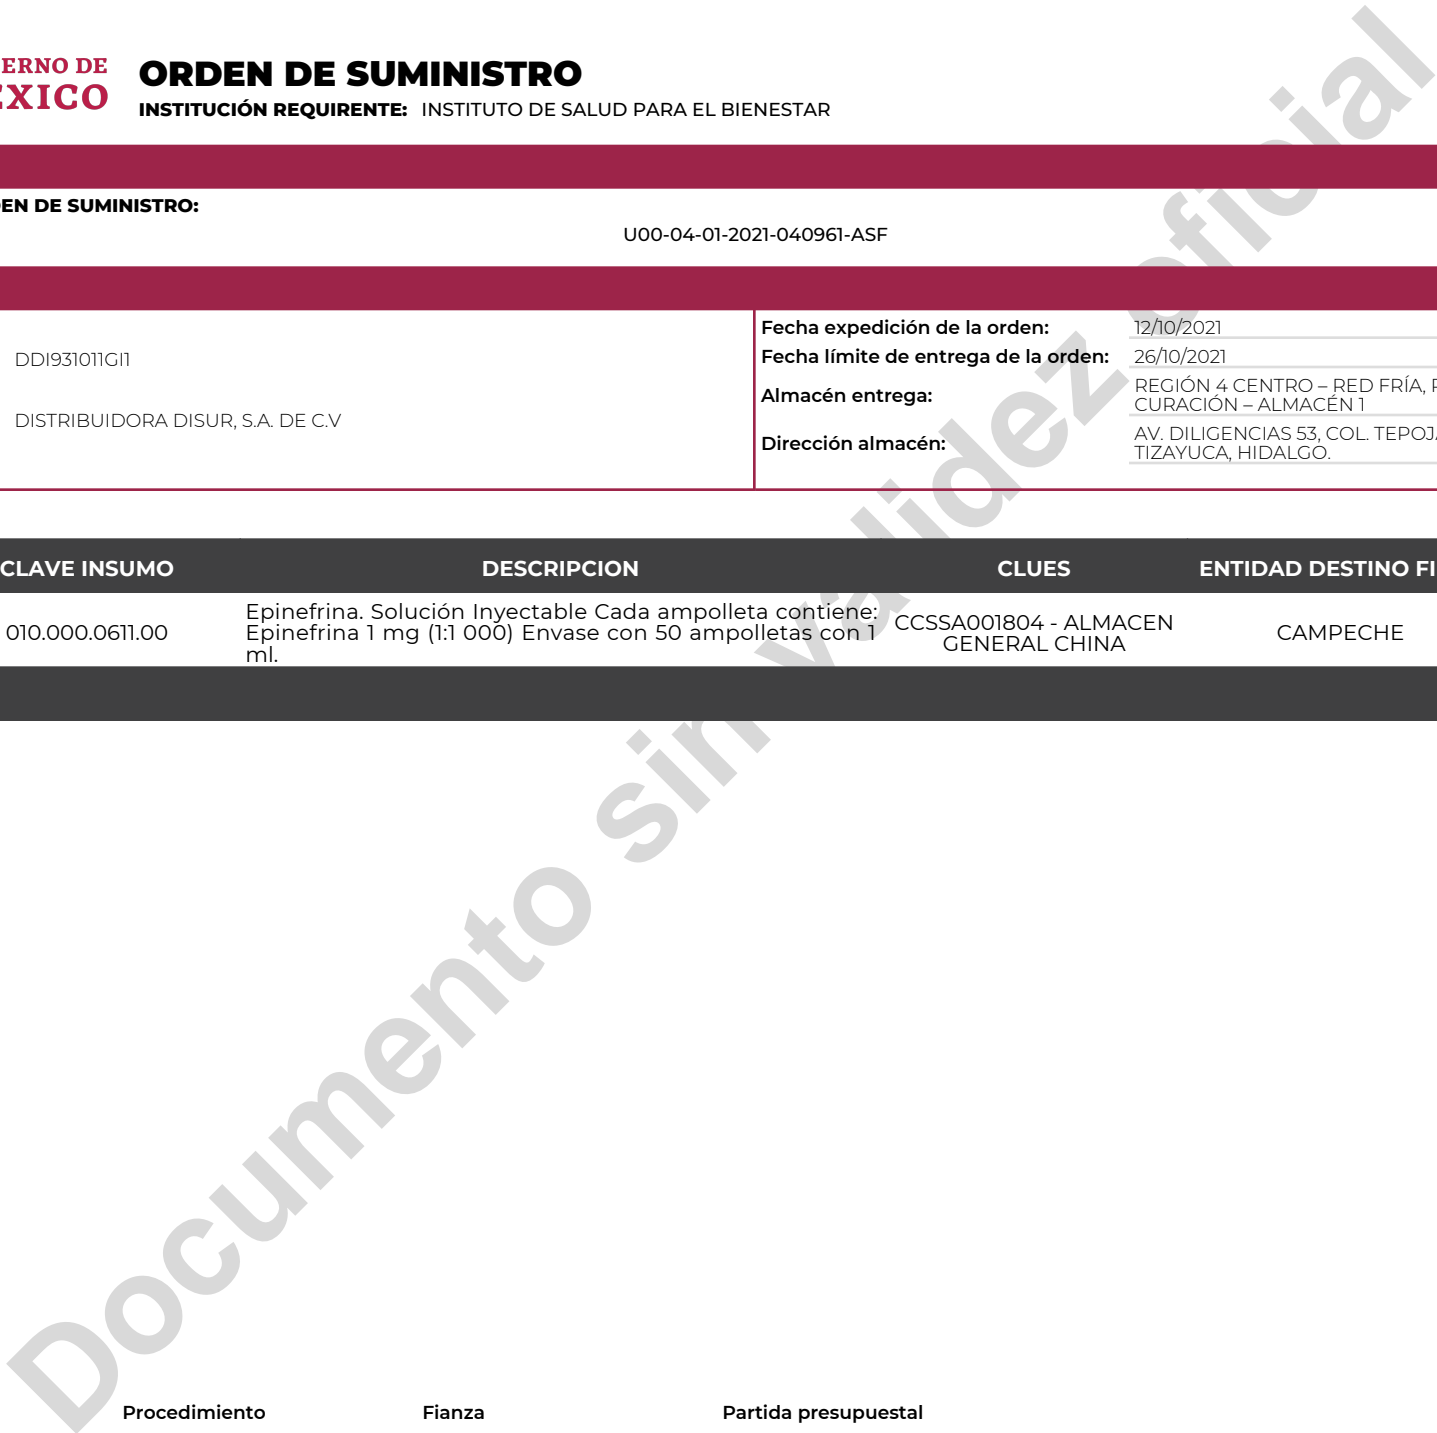 ERNO DE
EXICO
ORDEN DE SUMINISTRO
INSTITUCIÓN REQUIRENTE: INSTITUTO DE SALUD PARA EL BIENESTAR
EN DE SUMINISTRO:
U00-04-01-2021-040961-ASF
DDI931011GI1
DISTRIBUIDORA DISUR, S.A. DE C.V
Fecha expedición de la orden: 12/10/2021
Fecha límite de entrega de la orden: 26/10/2021
Almacén entrega: REGIÓN 4 CENTRO – RED FRÍA,
CURACIÓN – ALMACÉN 1
Dirección almacén: AV. DILIGENCIAS 53, COL. TEPOJ
TIZAYUCA, HIDALGO.
CLAVE INSUMO DESCRIPCION CLUES ENTIDAD DESTINO FI
010.000.0611.00
Epinefrina. Solución Inyectable Cada ampolleta contiene:
Epinefrina 1 mg (1:1 000) Envase con 50 ampolletas con 1
ml.
CCSSA001804 - ALMACEN
GENERAL CHINA
CAMPECHE
Documento sin validez oficial
Procedimiento Fianza Partida presupuestal